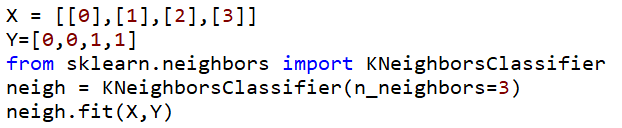 X = [[0],[1],[2],[3]]
Y=[0,0,1,1]
from sklearn.neighbors import KNeighborsClassifier
neigh = KNeighborsClassifier(n_neighbors=3)
neigh.fit(X,Y)